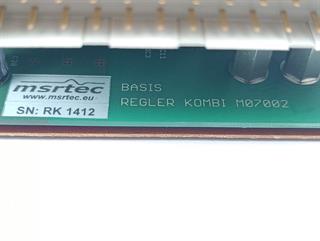 msrtec
www.msrtec.eu
SN: RK 1412
BASIS
REGLER KOMBI M07002